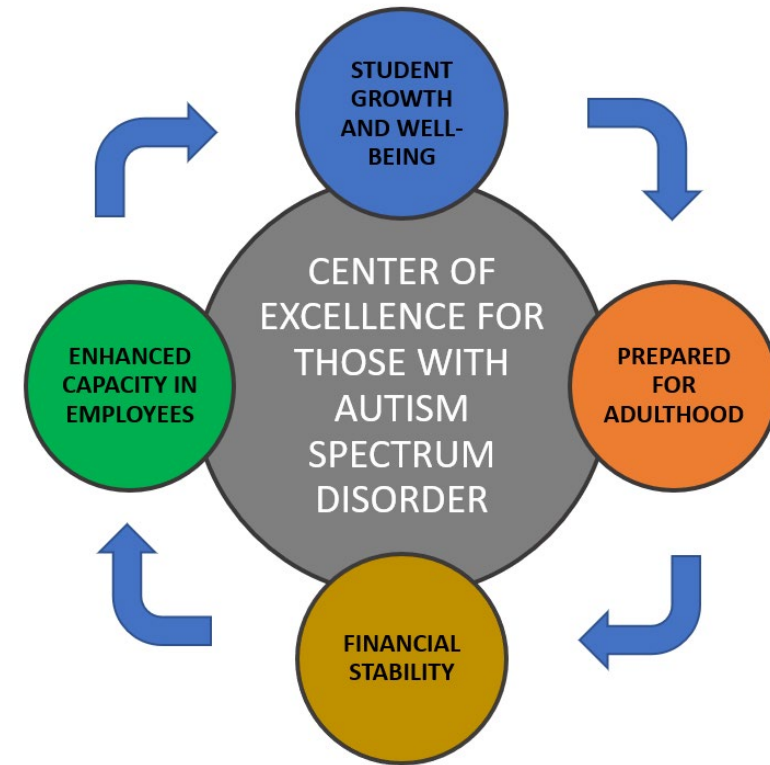 STUDENT
GROWTH
AND WELL-
BEING
CENTER OF
EXCELLENCE FOR
THOSE WITH
AUTISM
SPECTRUM
DISORDER
ENHANCED
CAPACITY IN
EMPLOYEES
PREPARED
FOR
ADULTHOOD
FINANCIAL
STABILITY